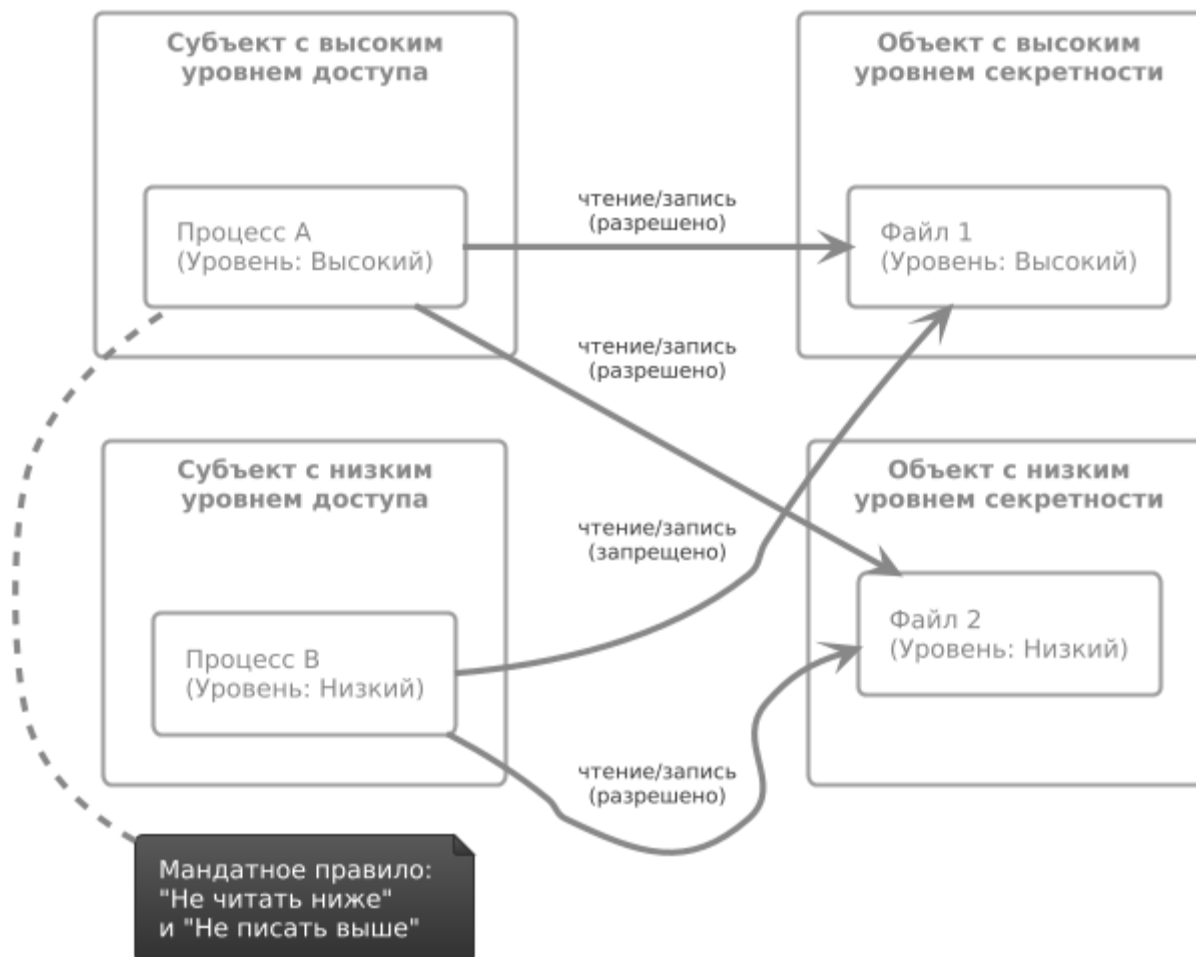 Субъект с высоким
уровнем доступа
Объект с высоким
уровнем секретности
Процесс А
(Уровень: Высокий)
чтение/запись
(разрешено)
Файл 1
(Уровень: Высокий)
чтение/запись
(разрешено)
Субъект с низким
уровнем доступа
Объект с низким
уровнем секретности
чтение/запись
(запрещено)
Процесс В
(Уровень: Низкий)
Файл 2
(Уровень: Низкий)
чтение/запись
(разрешено)
Мандатное правило:
"Не читать ниже"
и "Не писать выше"